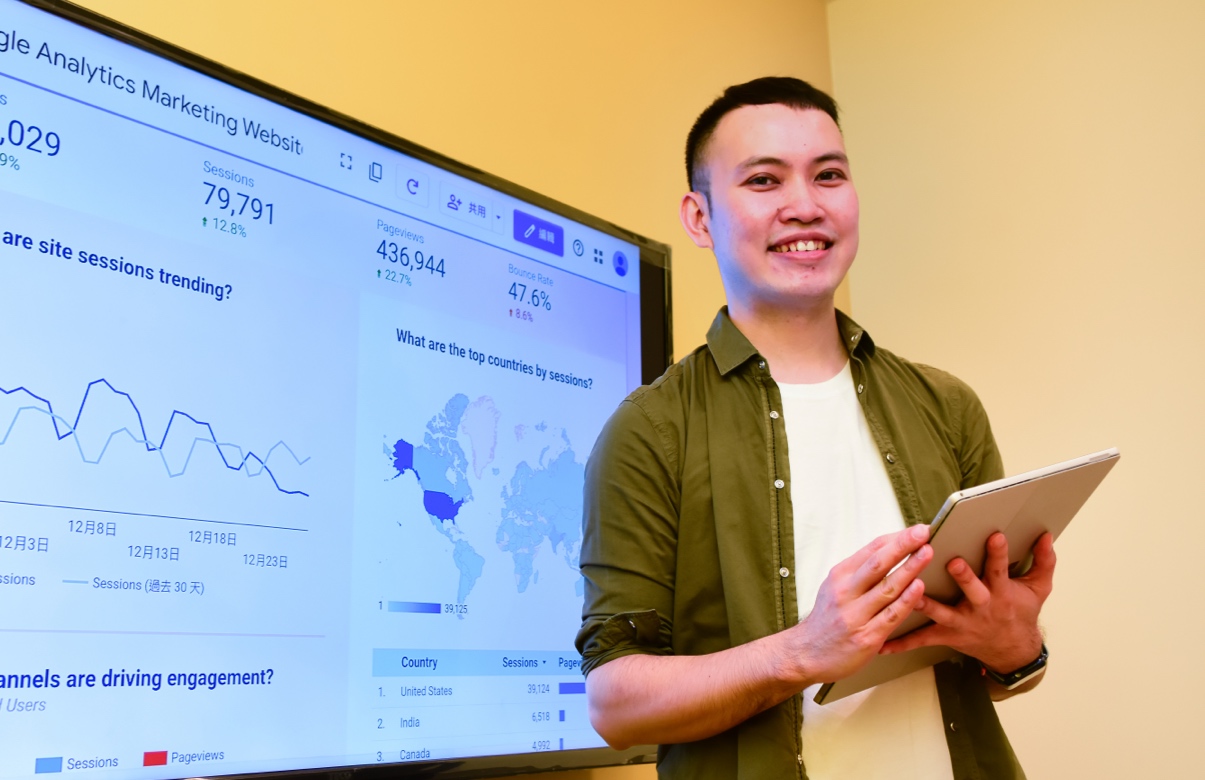 gle Analytics Marketing Website
共用
編輯
,029
9%
Sessions
79,791
12.8%
Pageviews
436,944
22.7%
Bounce Rate
47.6%
8.6%
are site sessions trending?
12月3日
12月8日
12月13日
12月18日
12月23日
ssions
Sessions (過去 30 天)
What are the top countries by sessions?
1
39,125
Country
Sessions
Pagev
1.
United States
39,124
2.
India
6,518
3.
Canada
4,992
annels are driving engagement?
d Users
Sessions
Pageviews